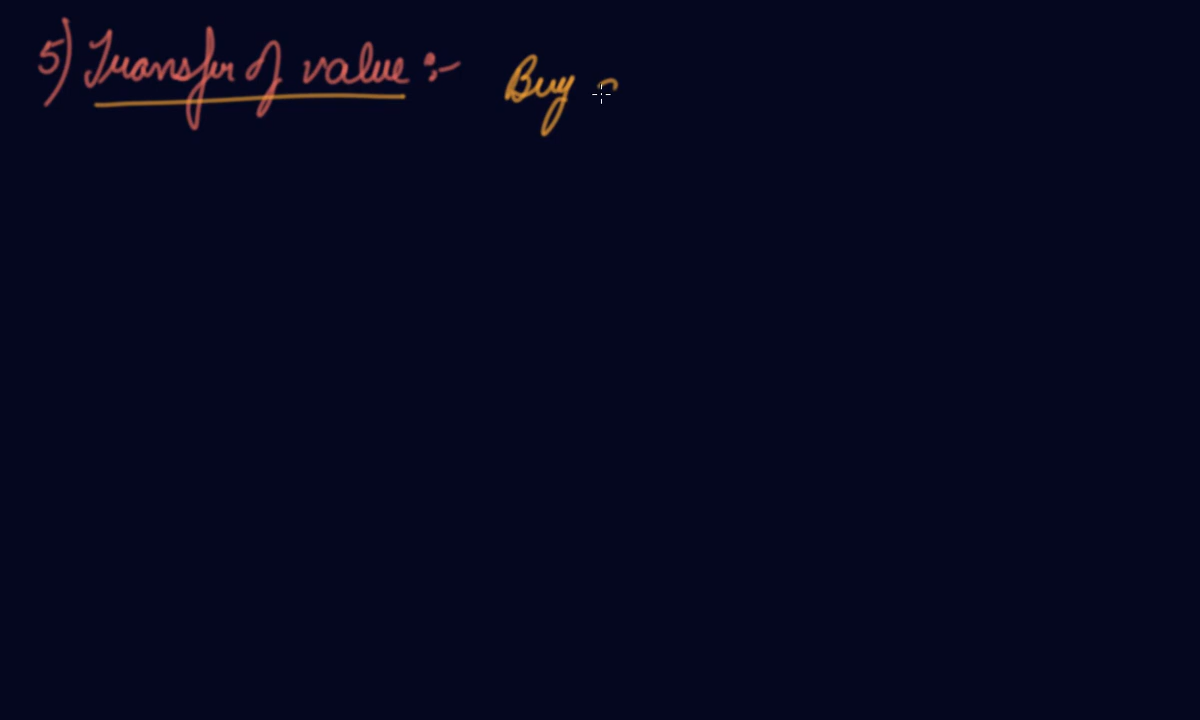 5) Transfer of value :- Buy